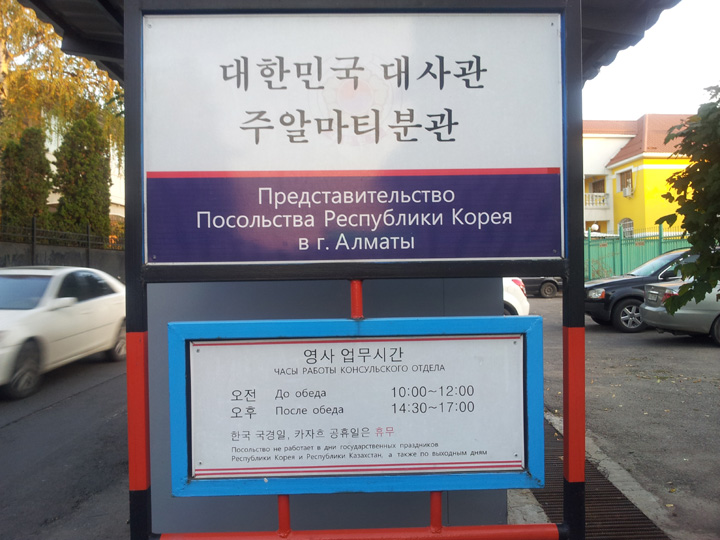 대한민국 대사관
주알마티분관
Представительство
Посольства Республики Корея
в г. Алматы
영사 업무시간
ЧАСЫ РАБОТЫ КОНСУЛЬСКОГО ОТДЕЛА
오전 До обеда 10:00~12:00
오후 После обеда 14:30~17:00
한국 국경일, 카자흐 공휴일은 휴무
Посольство не работает в дни государственных праздников
Республики Корея и Республики Казахстан, а также по выходным дням